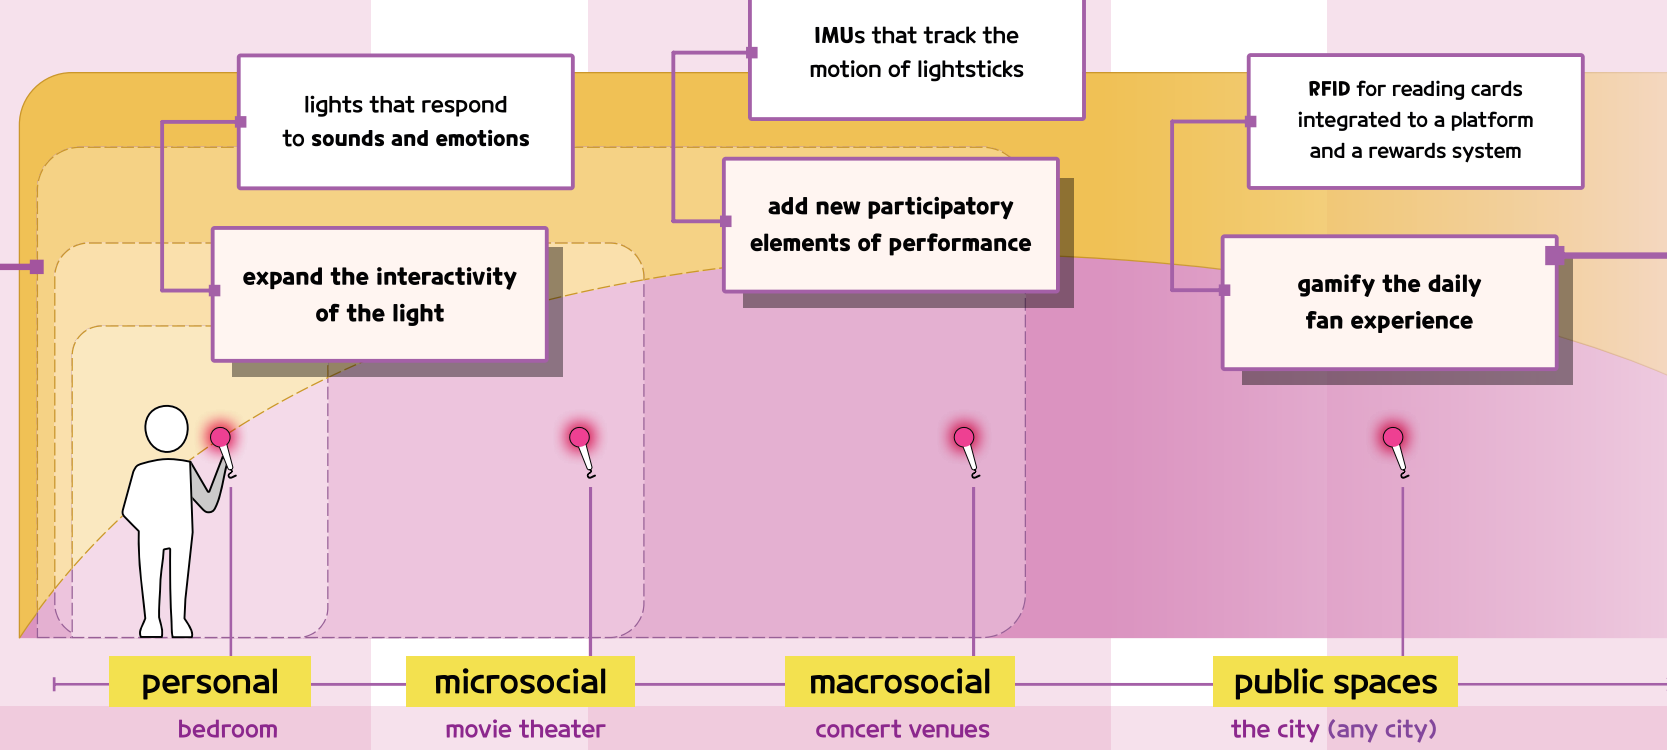 lights that respond
to sounds and emotions
expand the interactivity
of the light
IMUs that track the
motion of lightsticks
add new participatory
elements of performance
RFID for reading cards
integrated to a platform
and a rewards system
gamify the daily
fan experience
personal
microsocial
macrosocial
public spaces
bedroom
movie theater
concert venues
the city (any city)